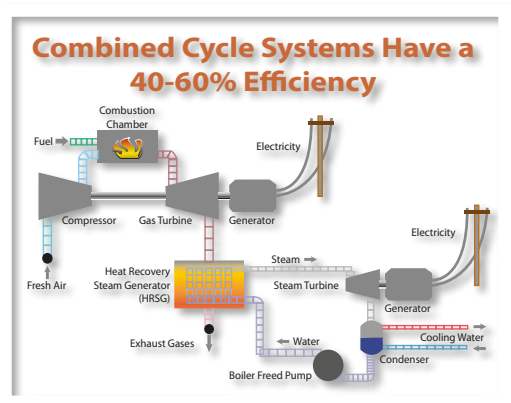 Combined Cycle Systems Have a
40-60% Efficiency
Combustion
Chamber
Fuel
Electricity
Compressor
Gas Turbine
Generator
Electricity
Fresh Air
Heat Recovery
Steam Generator
(HRSG)
Steam
Steam Turbine
Generator
Exhaust Gases
Water
Cooling Water
Condenser
Boiler Freed Pump